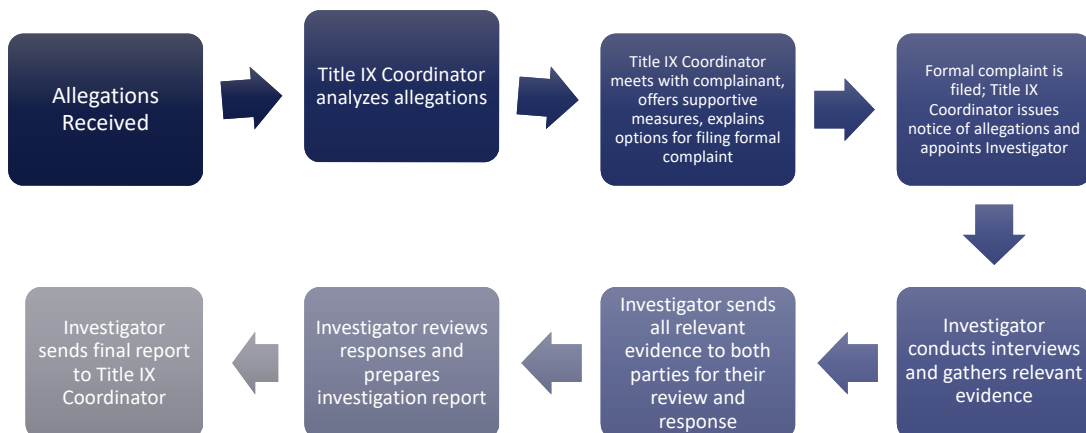 Allegations
Received
Title IX Coordinator
analyzes allegations
Title IX Coordinator
meets with complainant,
offers supportive
measures, explains
options for filing formal
complaint
Formal complaint is
filed; Title IX
Coordinator issues
notice of allegations and
appoints Investigator
Investigator
conducts interviews
and gathers relevant
evidence
Investigator sends
all relevant
evidence to both
parties for their
review and
response
Investigator reviews
responses and
prepares
investigation report
Investigator
sends final report
to Title IX
Coordinator